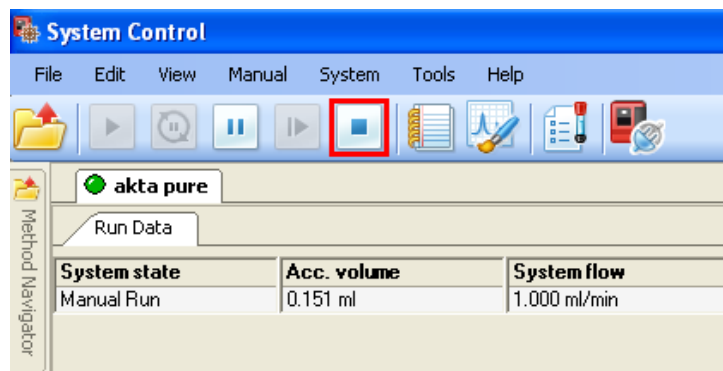 System Control
File Edit View Manual System Tools Help
akta pure
Method Navigator
Run Data
System state Acc. volume System flow
Manual Run 0.151 ml 1.000 ml/min